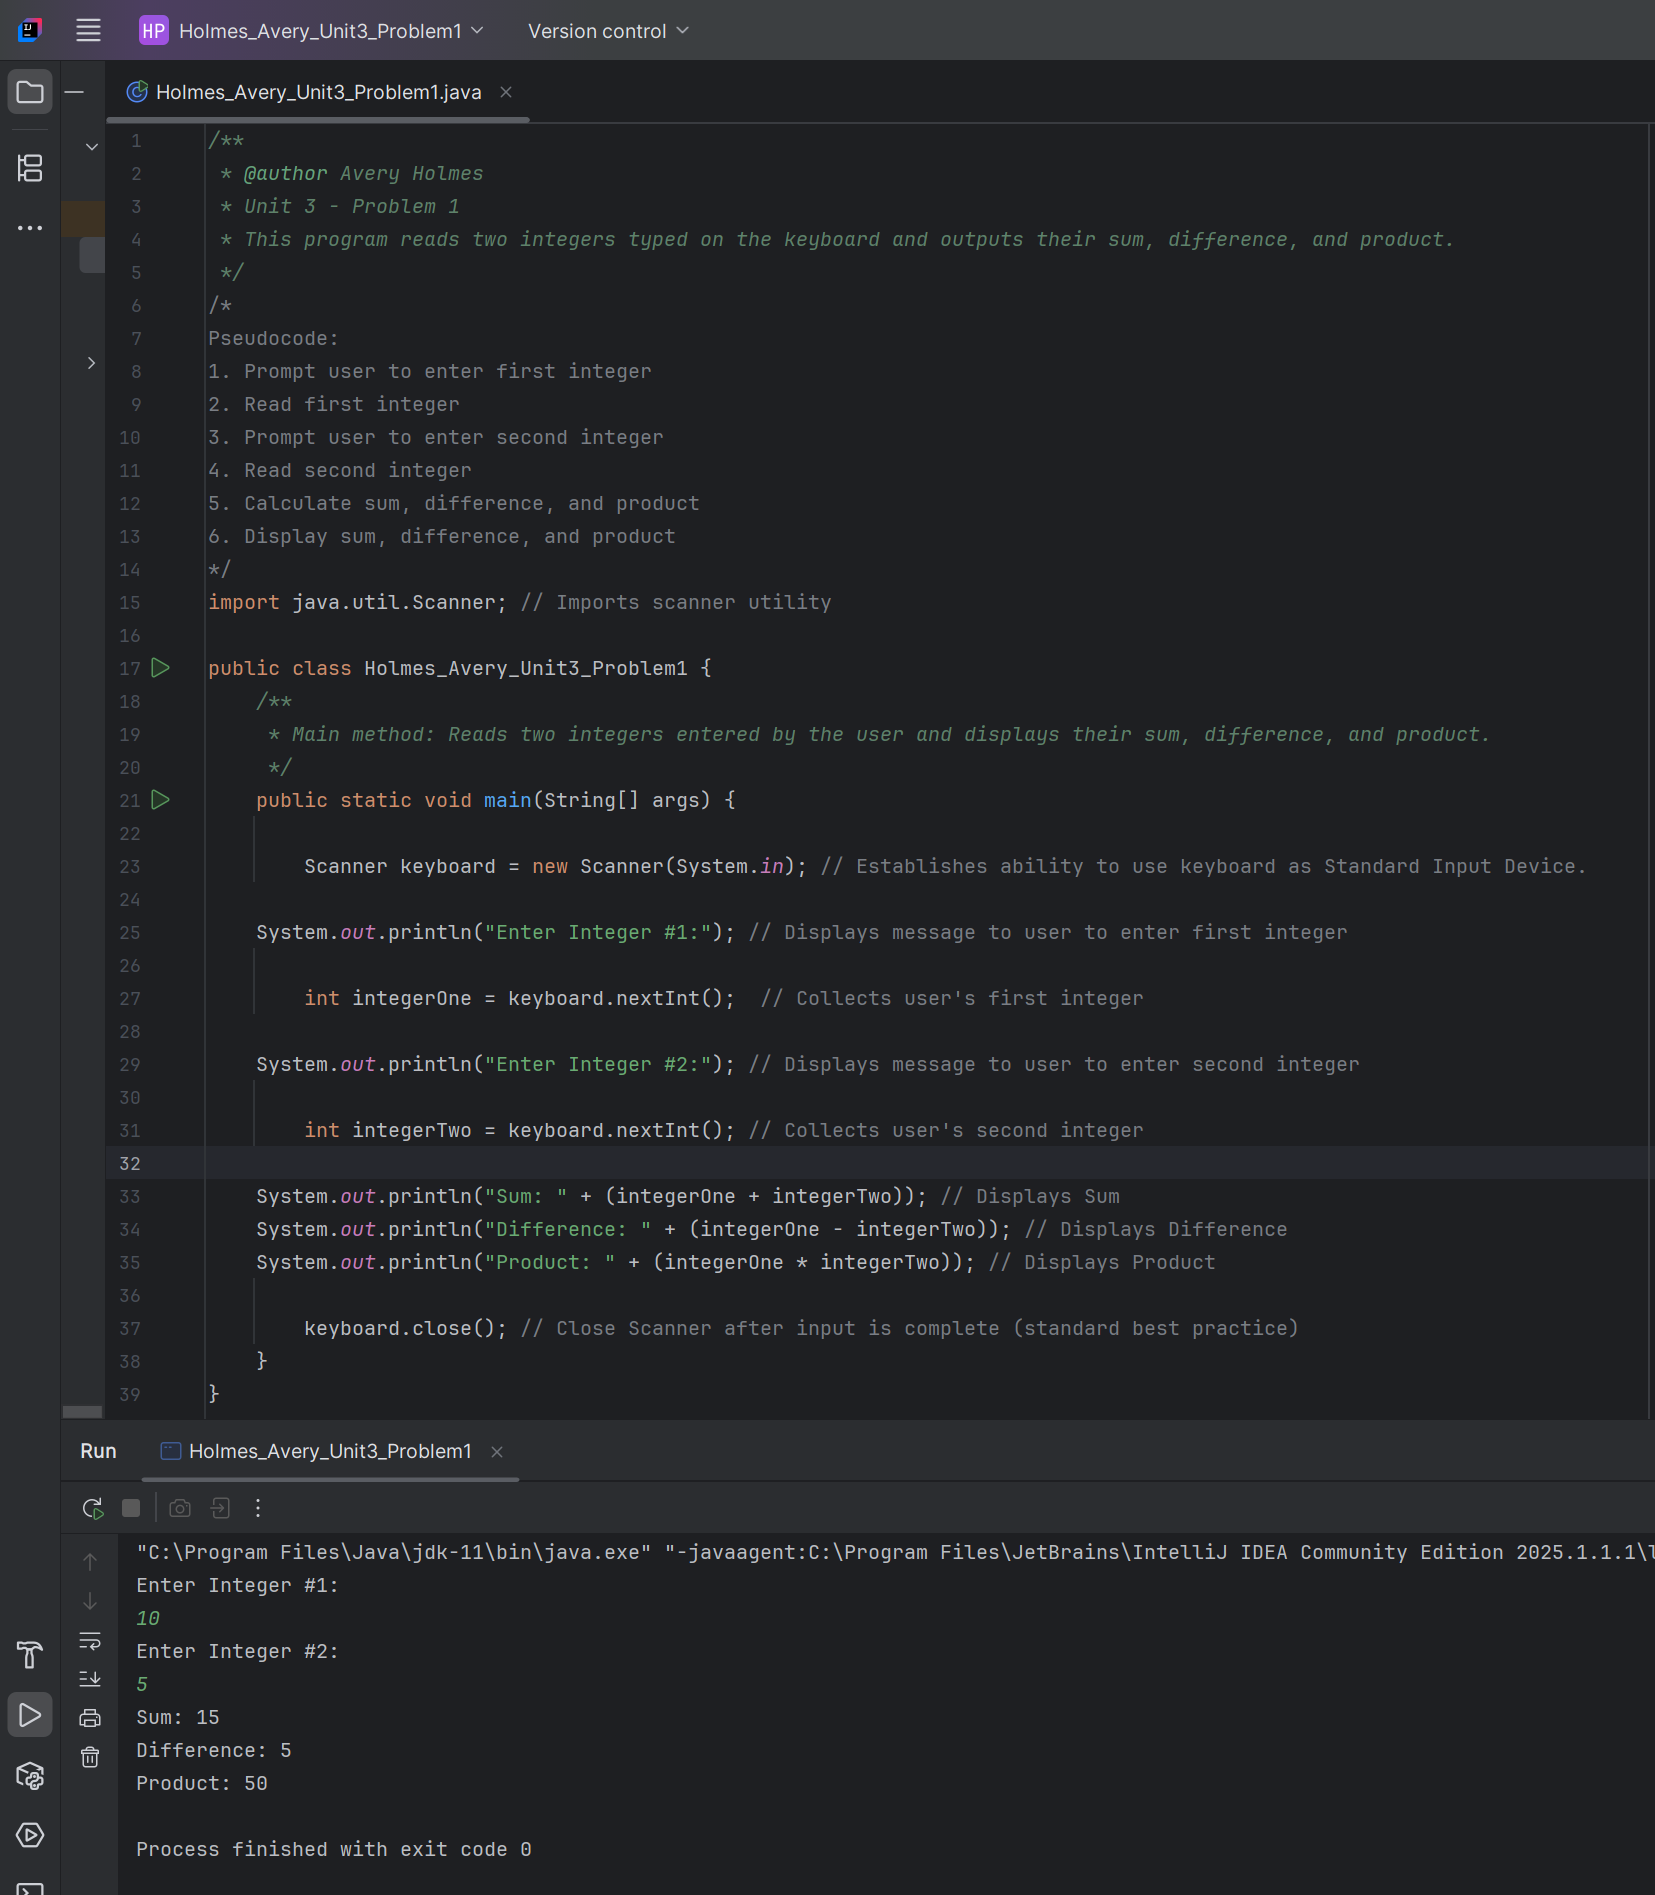 HP Holmes_Avery_Unit3_Problem1 Version control
Holmes_Avery_Unit3_Problem1.java
1 /**
2 * @author Avery Holmes
3 * Unit 3 - Problem 1
4 * This program reads two integers typed on the keyboard and outputs their sum, difference, and product.
5 */
6 /*
7 Pseudocode:
8 1. Prompt user to enter first integer
9 2. Read first integer
10 3. Prompt user to enter second integer
11 4. Read second integer
12 5. Calculate sum, difference, and product
13 6. Display sum, difference, and product
14 */
15 import java.util.Scanner; // Imports scanner utility
16
17 public class Holmes_Avery_Unit3_Problem1 {
18 /**
19 * Main method: Reads two integers entered by the user and displays their sum, difference, and product.
20 */
21 public static void main(String[] args) {
22
23 Scanner keyboard = new Scanner(System.in); // Establishes ability to use keyboard as Standard Input Device.
24
25 System.out.println("Enter Integer #1:"); // Displays message to user to enter first integer
26
27 int integerOne = keyboard.nextInt();  // Collects user's first integer
28
29 System.out.println("Enter Integer #2:"); // Displays message to user to enter second integer
30
31 int integerTwo = keyboard.nextInt(); // Collects user's second integer
32
33 System.out.println("Sum: " + (integerOne + integerTwo)); // Displays Sum
34 System.out.println("Difference: " + (integerOne - integerTwo)); // Displays Difference
35 System.out.println("Product: " + (integerOne * integerTwo)); // Displays Product
36
37 keyboard.close(); // Close Scanner after input is complete (standard best practice)
38 }
39 }
Run Holmes_Avery_Unit3_Problem1
"C:\Program Files\Java\jdk-11\bin\java.exe" "-javaagent:C:\Program Files\JetBrains\IntelliJ IDEA Community Edition 2025.1.1.1\l
Enter Integer #1:
10
Enter Integer #2:
5
Sum: 15
Difference: 5
Product: 50
Process finished with exit code 0